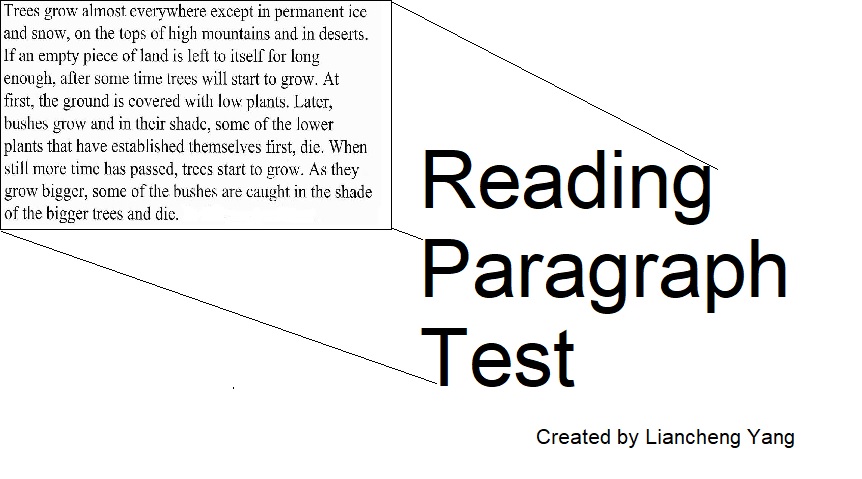 Trees grow almost everywhere except in permanent ice
and snow, on the tops of high mountains and in deserts.
If an empty piece of land is left to itself for long
enough, after some time trees will start to grow. At
first, the ground is covered with low plants. Later,
bushes grow and in their shade, some of the lower
plants that have established themselves first, die. When
still more time has passed, trees start to grow. As they
grow bigger, some of the bushes are caught in the shade
of the bigger trees and die.
Reading
Paragraph
Test
Created by Liancheng Yang